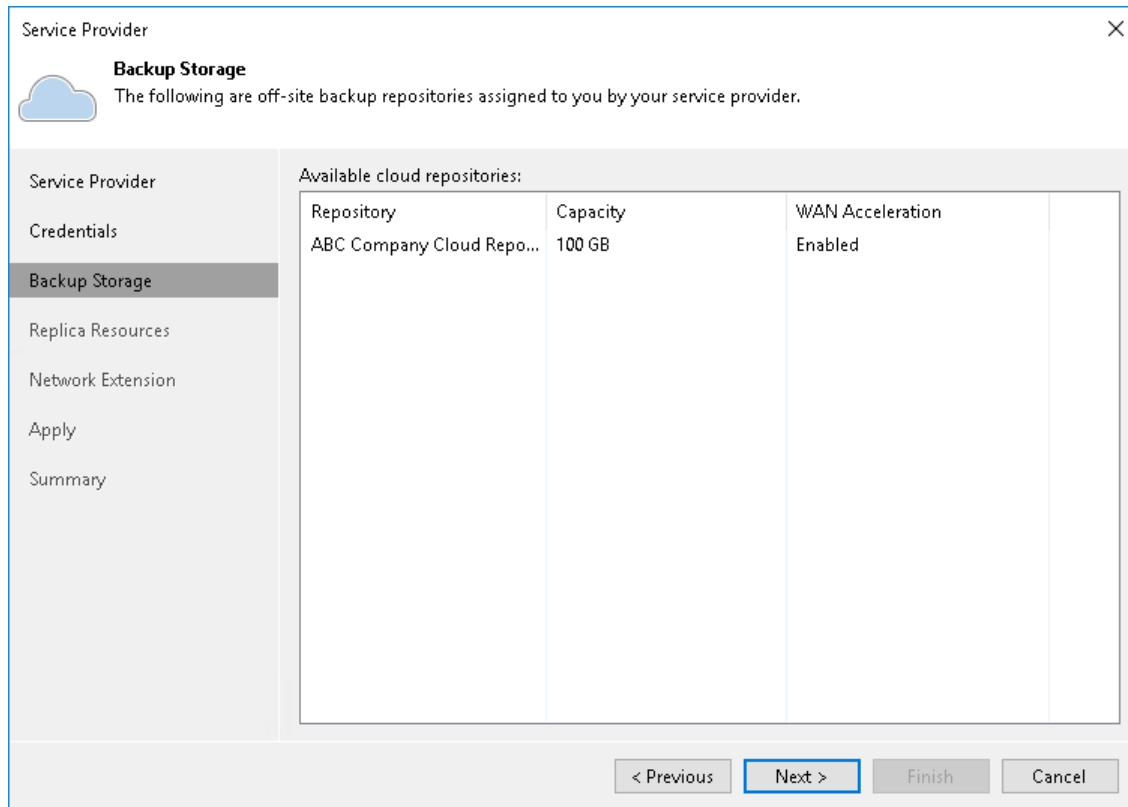 Service Provider
Backup Storage
The following are off-site backup repositories assigned to you by your service provider.
Service Provider
Credentials
Backup Storage
Replica Resources
Network Extension
Apply
Summary
Available cloud repositories:
Repository Capacity WAN Acceleration
ABC Company Cloud Repo... 100 GB Enabled
< Previous Next > Finish Cancel